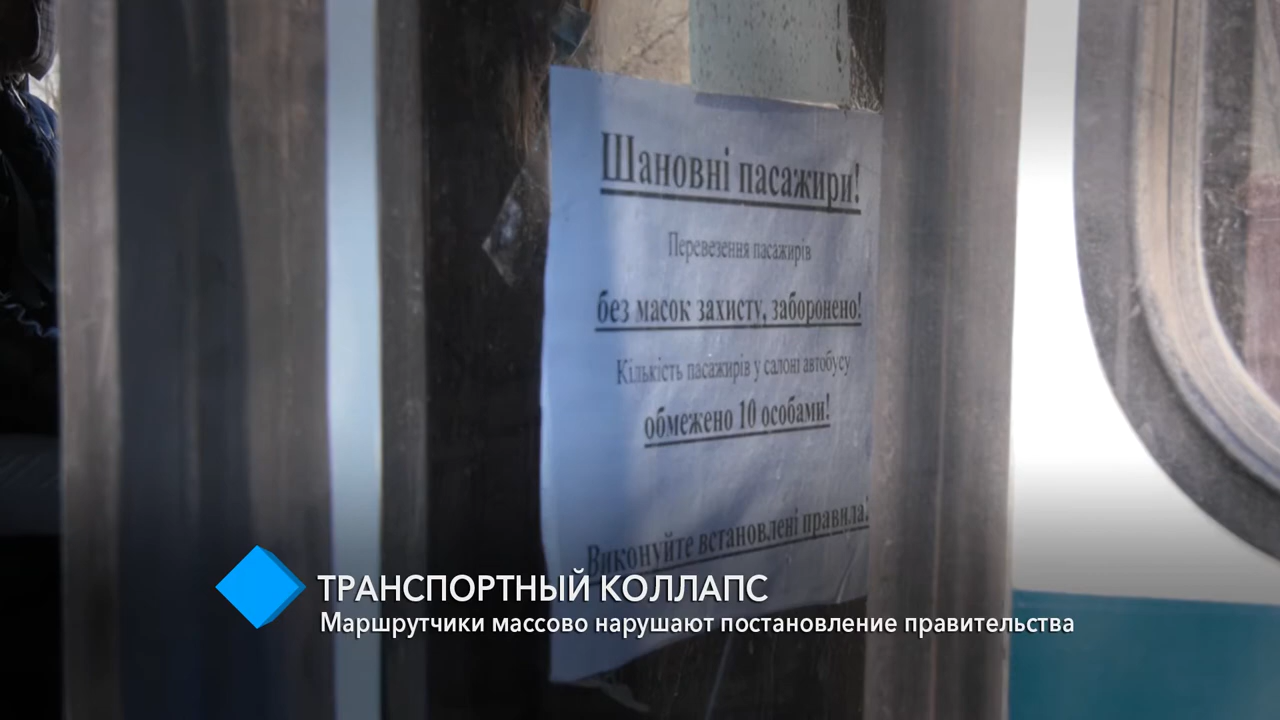 Шановні пасажири!
Перевезення пасажирів
без масок захисту, заборонено!
Кількість пасажирів у салоні автобусу
обмежено 10 особами!
Виконуйте встановлені правила!
ТРАНСПОРТНЫЙ КОЛЛАПС
Маршрутчики массово нарушают постановление правительства